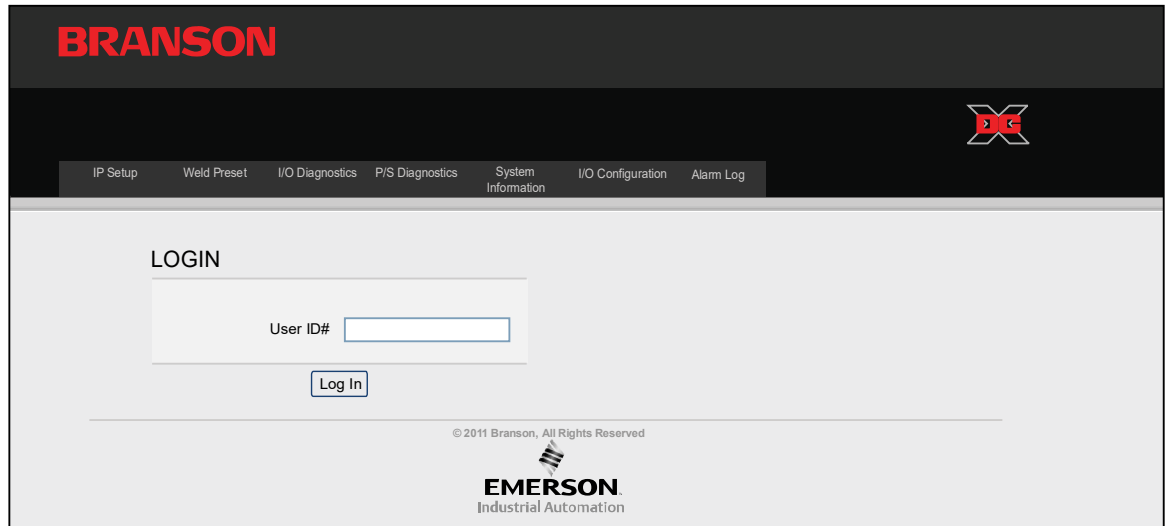 BRANSON
DCX
IP Setup Weld Preset I/O Diagnostics P/S Diagnostics System Information I/O Configuration Alarm Log
LOGIN
User ID#
Log In
© 2011 Branson, All Rights Reserved
EMERSON.
Industrial Automation